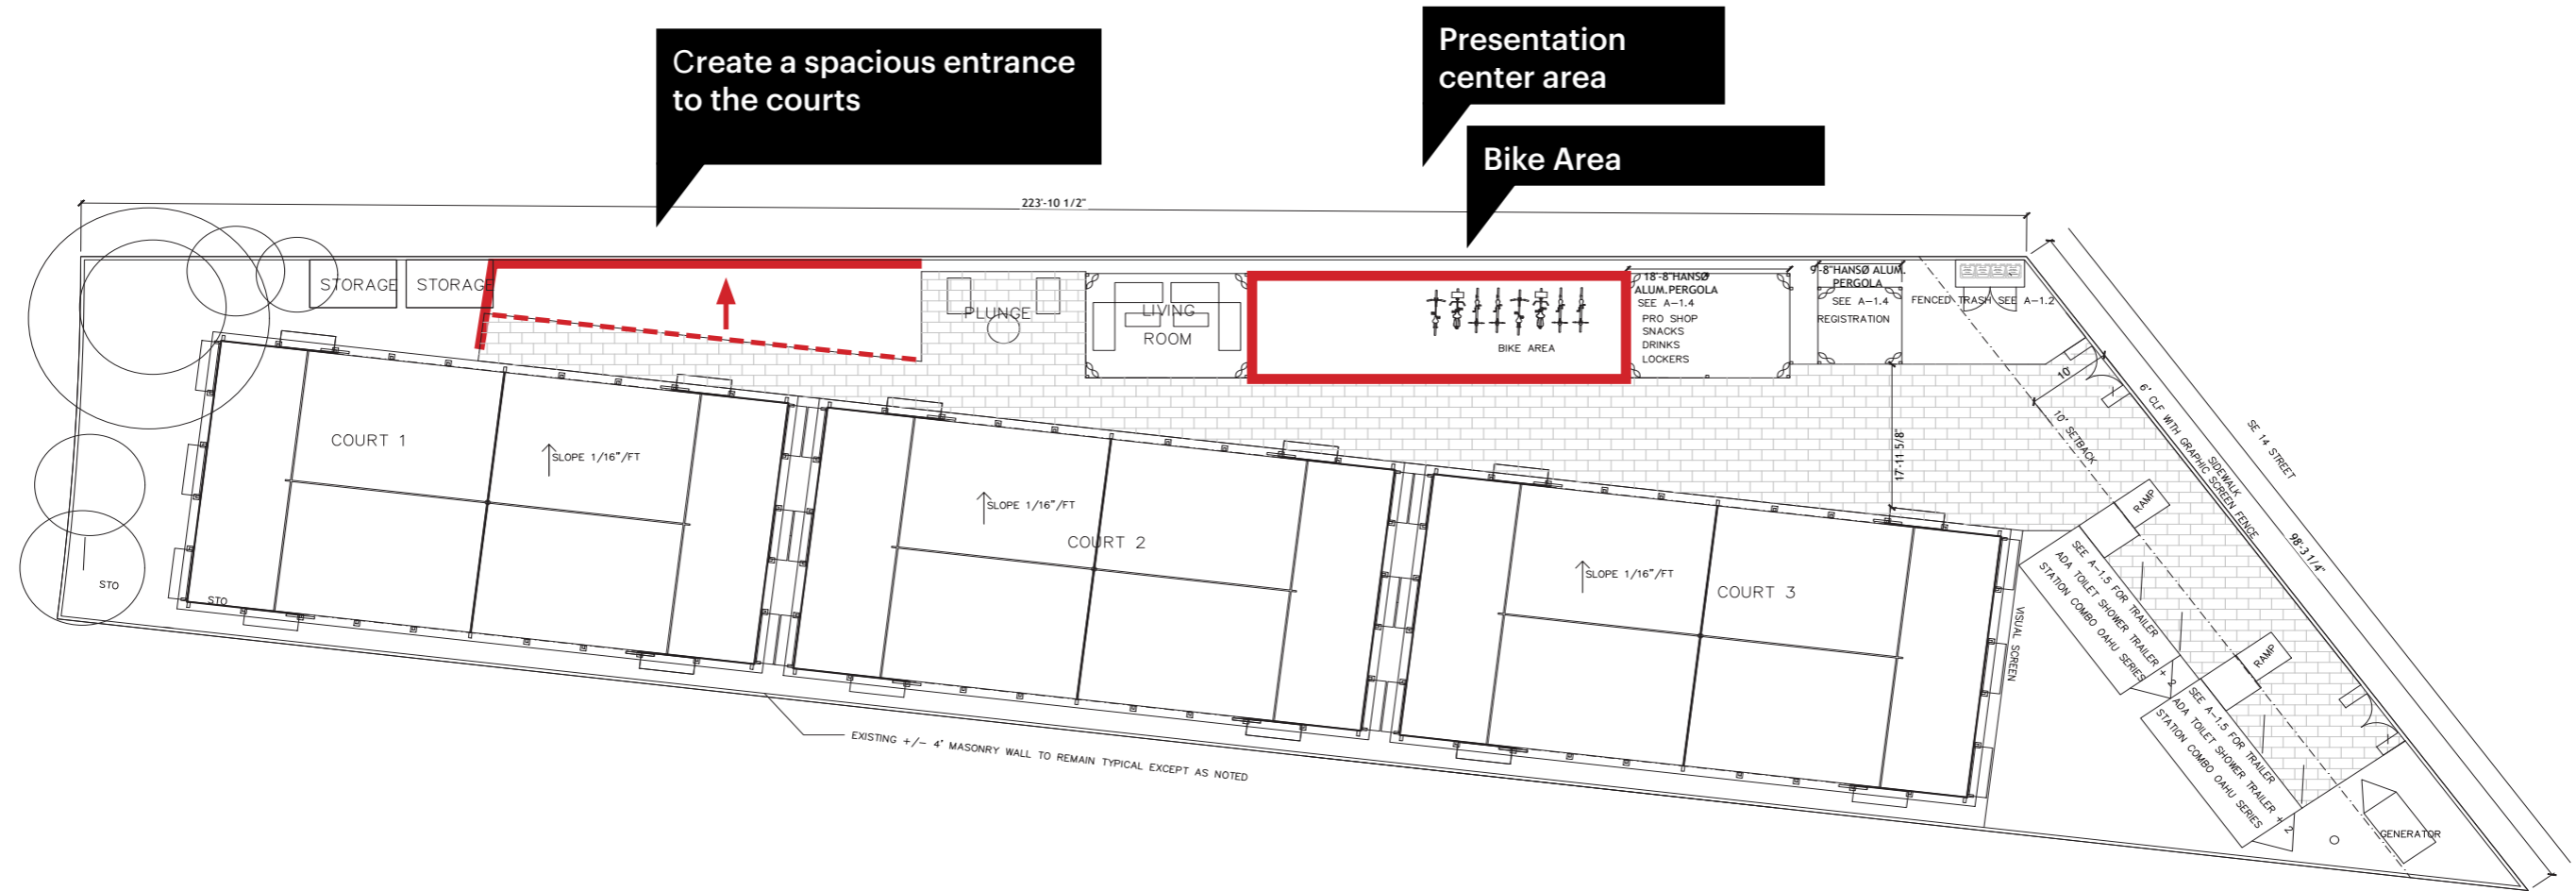 Create a spacious entrance
to the courts
Presentation
center area
Bike Area
223'-10 1/2"
STORAGE
STORAGE
PLUNGE
LIVING
ROOM
BIKE AREA
18'-8"HANSØ
ALUM.PERGOLA
SEE A-1.4
PRO SHOP
SNACKS
DRINKS
LOCKERS
9'-8"HANSØ ALUM.
PERGOLA
SEE A-1.4
REGISTRATION
FENCED TRASH SEE A-1.2
10'
10' SETBACK
6' CLF WITH GRAPHIC SCREEN FENCE
SIDEWALK
SE 14 STREET
98'-3 1/4"
17'-11 5/8"
COURT 1
SLOPE 1/16"/FT
SLOPE 1/16"/FT
COURT 2
SLOPE 1/16"/FT
COURT 3
STO
STO
VISUAL SCREEN
RAMP
SEE A-1.5 FOR TRAILER
ADA TOILET SHOWER TRAILER + 2
STATION COMBO OAHU SERIES
RAMP
SEE A-1.5 FOR TRAILER
ADA TOILET SHOWER TRAILER + 2
STATION COMBO OAHU SERIES
GENERATOR
EXISTING +/- 4' MASONRY WALL TO REMAIN TYPICAL EXCEPT AS NOTED